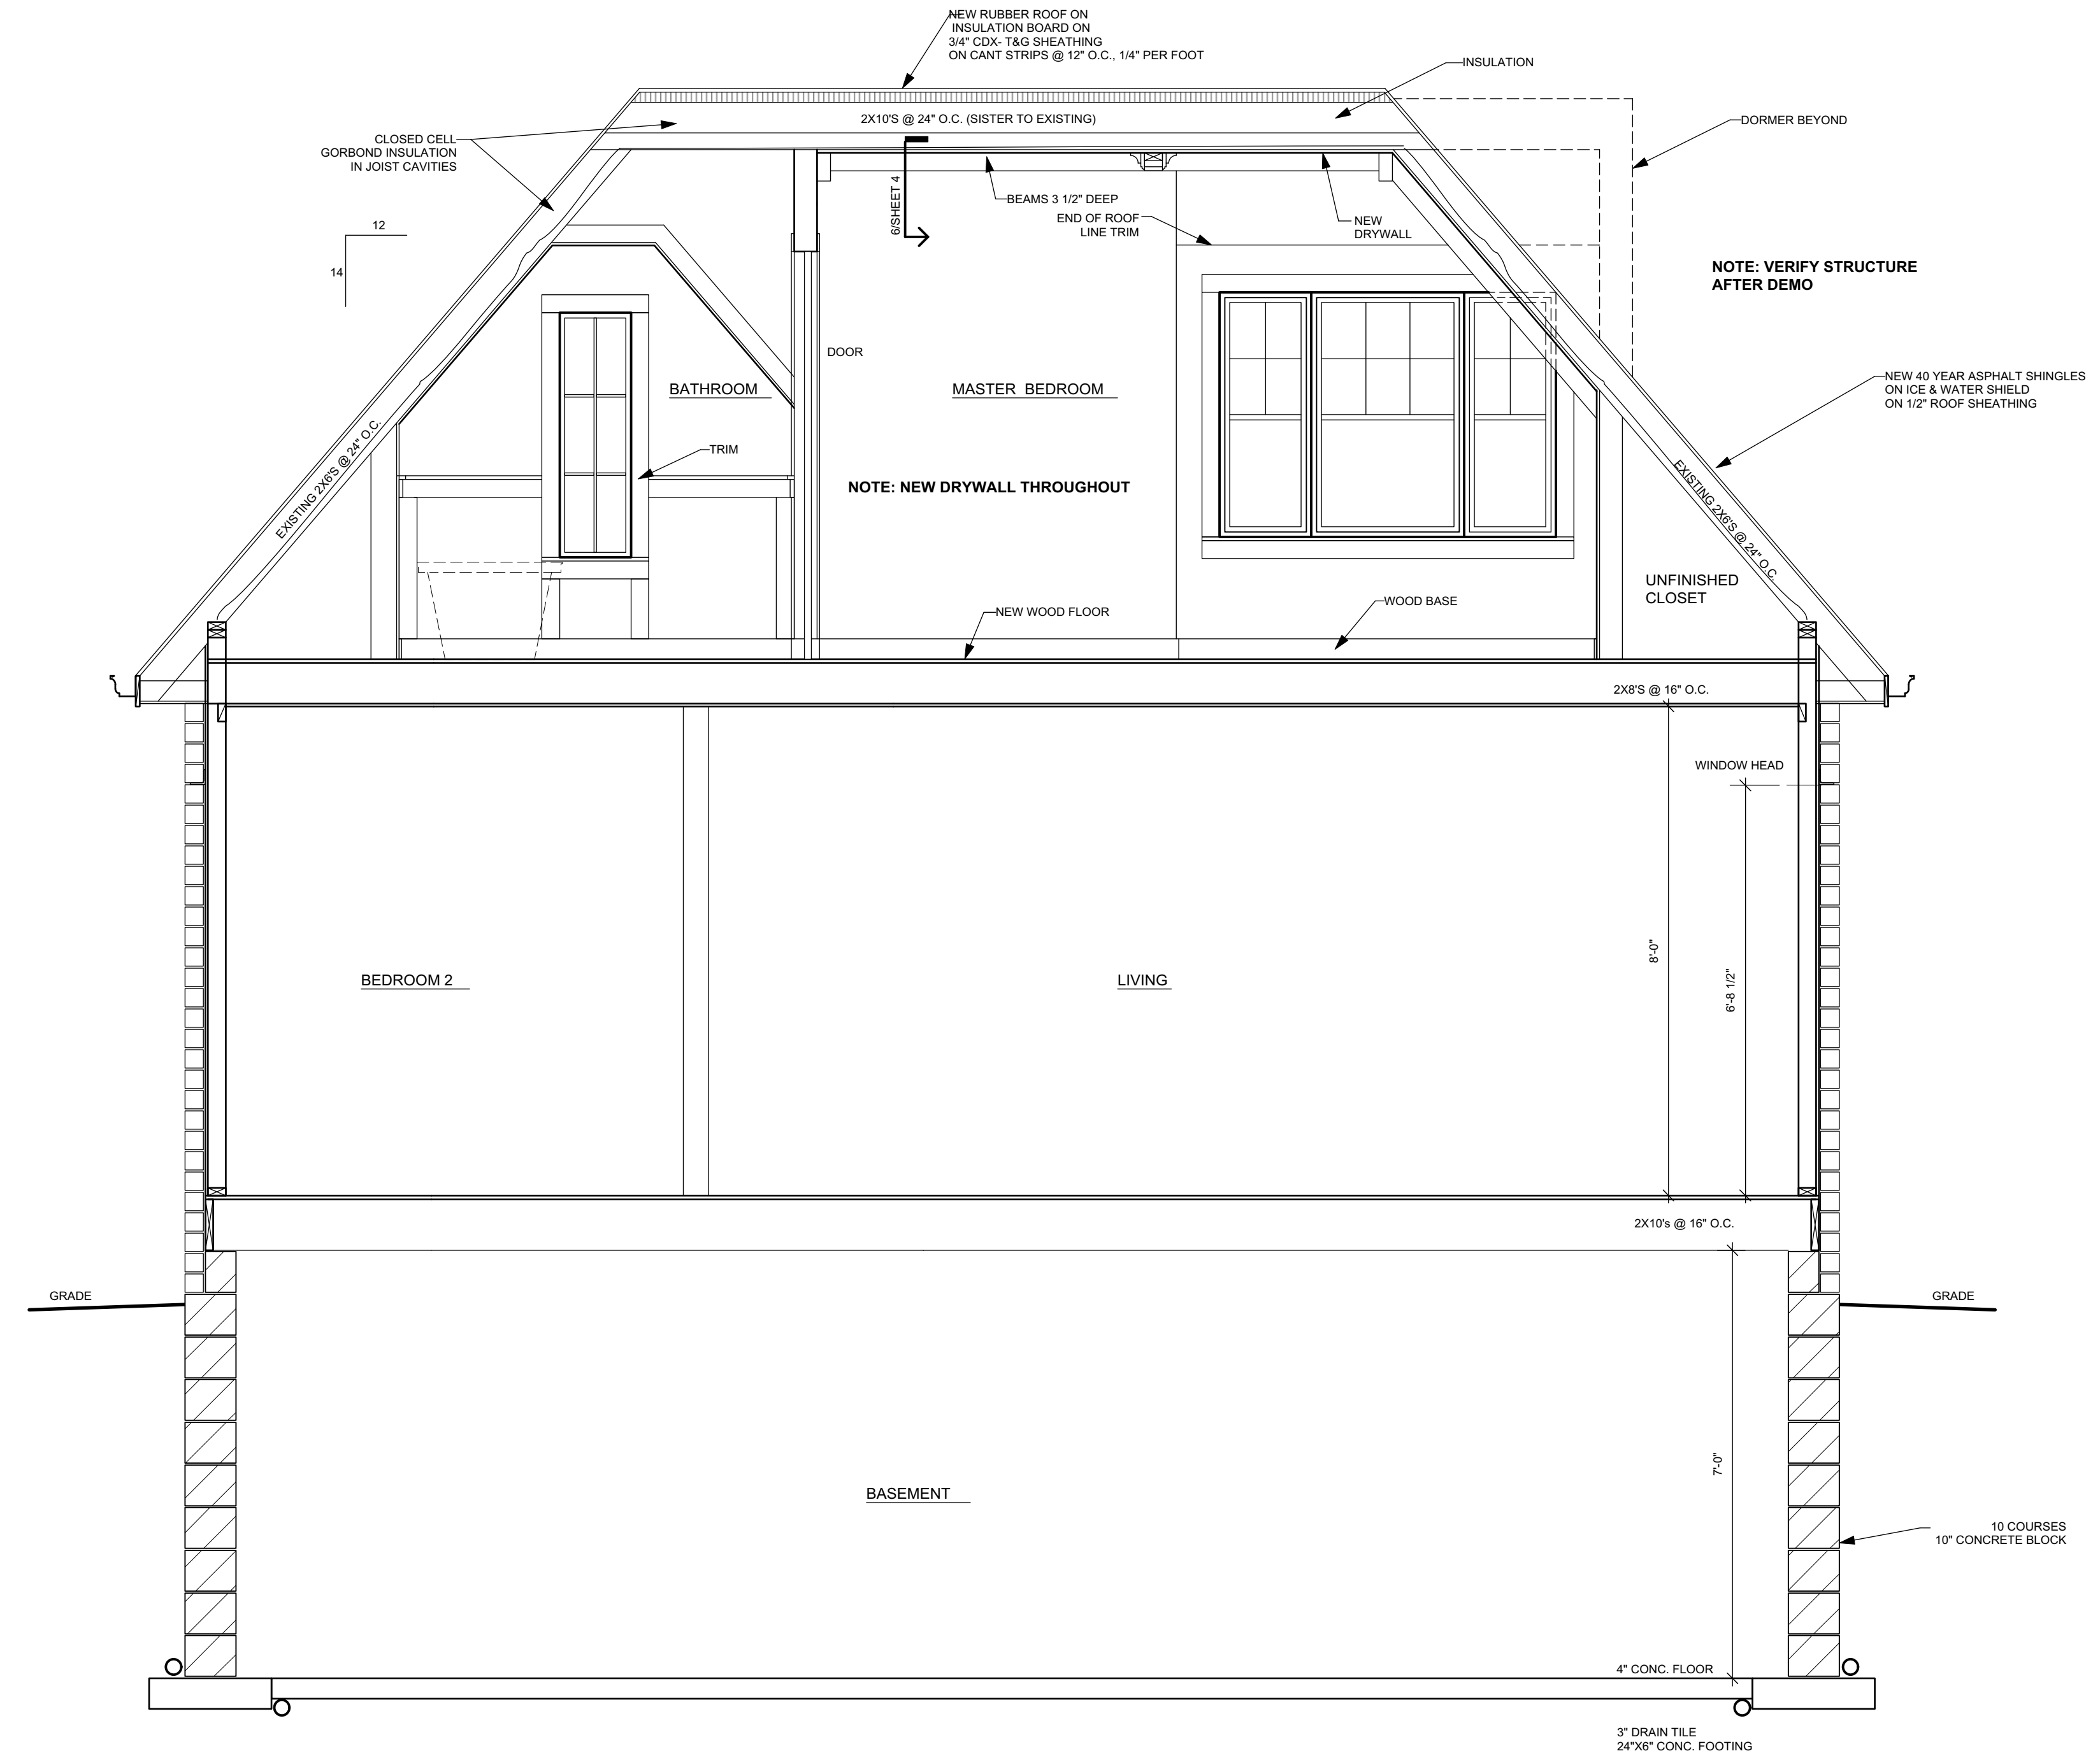 NEW RUBBER ROOF ON
INSULATION BOARD ON
3/4" CDX- T&G SHEATHING
ON CANT STRIPS @ 12" O.C., 1/4" PER FOOT
INSULATION
2X10'S @ 24" O.C. (SISTER TO EXISTING)
DORMER BEYOND
CLOSED CELL
GORBOND INSULATION
IN JOIST CAVITIES
6/SHEET 4
BEAMS 3 1/2" DEEP
END OF ROOF
LINE TRIM
NEW
DRYWALL
12
14
NOTE: VERIFY STRUCTURE
AFTER DEMO
DOOR
BATHROOM
MASTER BEDROOM
NEW 40 YEAR ASPHALT SHINGLES
ON ICE & WATER SHIELD
ON 1/2" ROOF SHEATHING
TRIM
EXISTING 2X6'S @ 24" O.C.
NOTE: NEW DRYWALL THROUGHOUT
EXISTING 2X6'S @ 24" O.C.
UNFINISHED
CLOSET
NEW WOOD FLOOR
WOOD BASE
2X8'S @ 16" O.C.
WINDOW HEAD
8'-0"
6'-8 1/2"
BEDROOM 2
LIVING
2X10's @ 16" O.C.
GRADE
GRADE
7'-0"
BASEMENT
10 COURSES
10" CONCRETE BLOCK
4" CONC. FLOOR
3" DRAIN TILE
24"X6" CONC. FOOTING